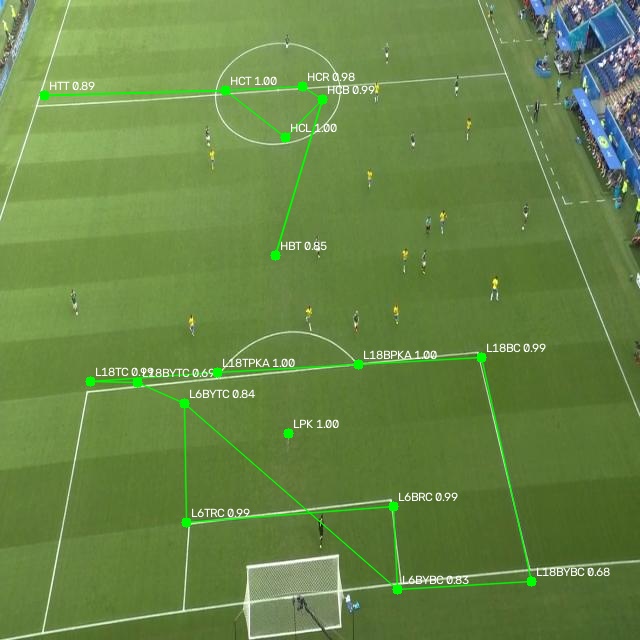 HTT 0.89
HCT 1.00
HCR 0.98
HCB 0.99
HCL 1.00
HBT 0.85
L18TC 0.99
L18BYTC 0.69
L18TPKA 1.00
L18BPKA 1.00
L18BC 0.99
L6BYTC 0.84
LPK 1.00
L6TRC 0.99
L6BRC 0.99
L6BYBC 0.83
L18BYBC 0.68